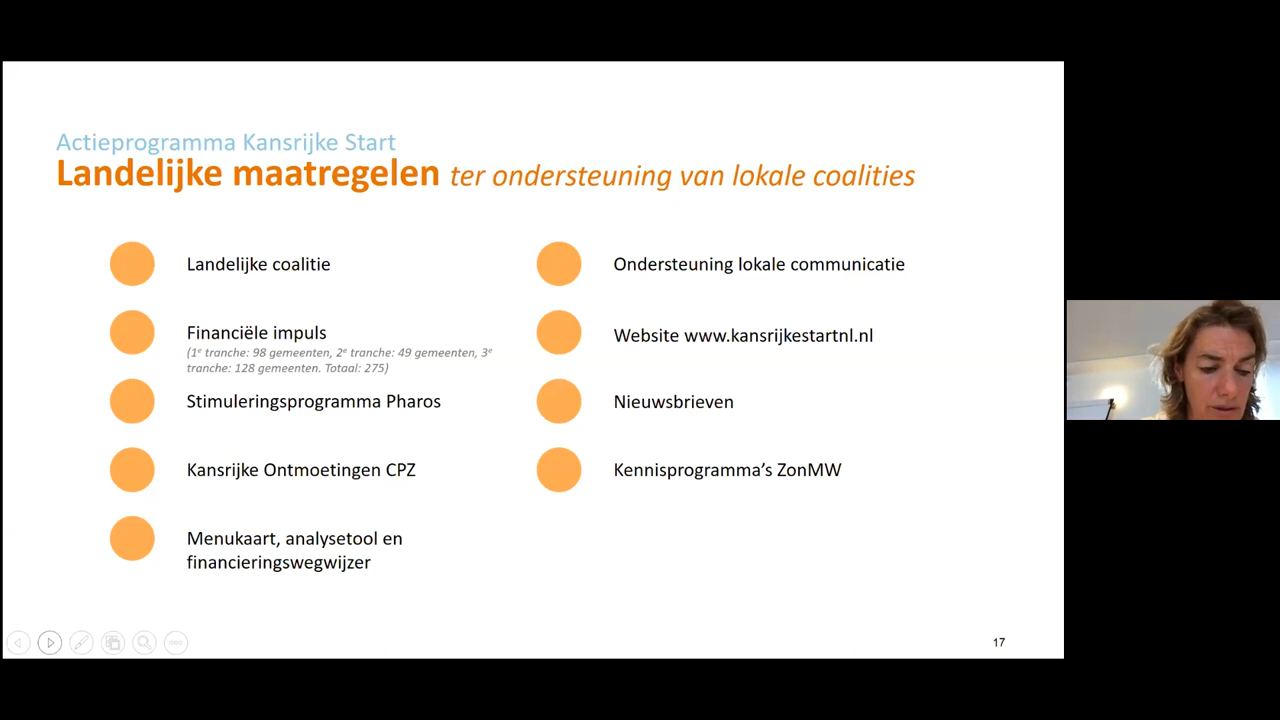 Actieprogramma Kansrijke Start
Landelijke maatregelen ter ondersteuning van lokale coalities
Landelijke coalitie
Financiële impuls
(1e tranche: 98 gemeenten, 2e tranche: 49 gemeenten, 3e
tranche: 128 gemeenten. Totaal: 275)
Stimuleringsprogramma Pharos
Kansrijke Ontmoetingen CPZ
Menukaart, analysetool en
financieringswegwijzer
Ondersteuning lokale communicatie
Website www.kansrijkestartnl.nl
Nieuwsbrieven
Kennisprogramma's ZonMW
17